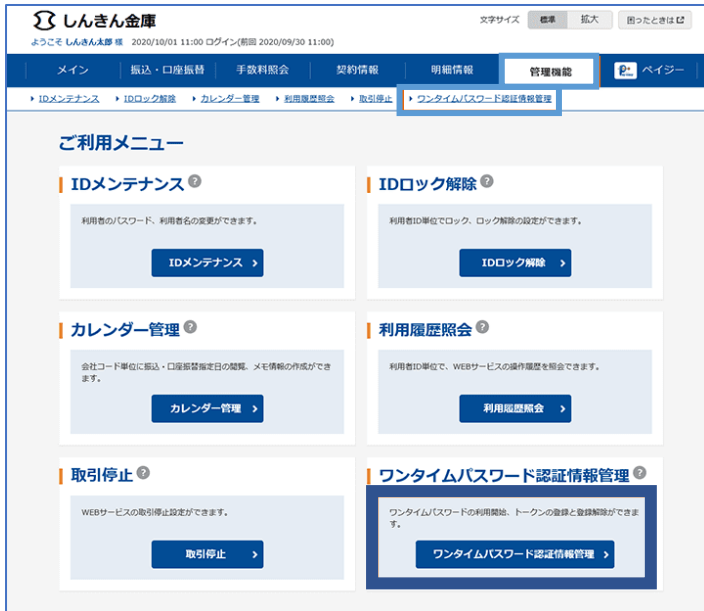 しんきん金庫
文字サイズ 標準 拡大 困ったときは
ようこそ しんきん太郎 様 2020/10/01 11:00 ログイン(前回 2020/09/30 11:00)
メイン 振込・口座振替 手数料照会 契約情報 明細情報 管理機能 ペイジー
IDメンテナンス IDロック解除 カレンダー管理 利用履歴照会 取引停止 ワンタイムパスワード認証情報管理
ご利用メニュー
IDメンテナンス ?
利用者のパスワード、利用者名の変更ができます。
IDメンテナンス
IDロック解除 ?
利用者ID単位でロック、ロック解除の設定ができます。
IDロック解除
カレンダー管理 ?
会社コード単位に振込・口座振替指定日の閲覧、メモ情報の作成ができ
ます。
カレンダー管理
利用履歴照会 ?
利用者ID単位で、WEBサービスの操作履歴を照会できます。
利用履歴照会
取引停止 ?
WEBサービスの取引停止設定ができます。
取引停止
ワンタイムパスワード認証情報管理 ?
ワンタイムパスワードの利用開始、トークンの登録と登録解除ができま
す。
ワンタイムパスワード認証情報管理